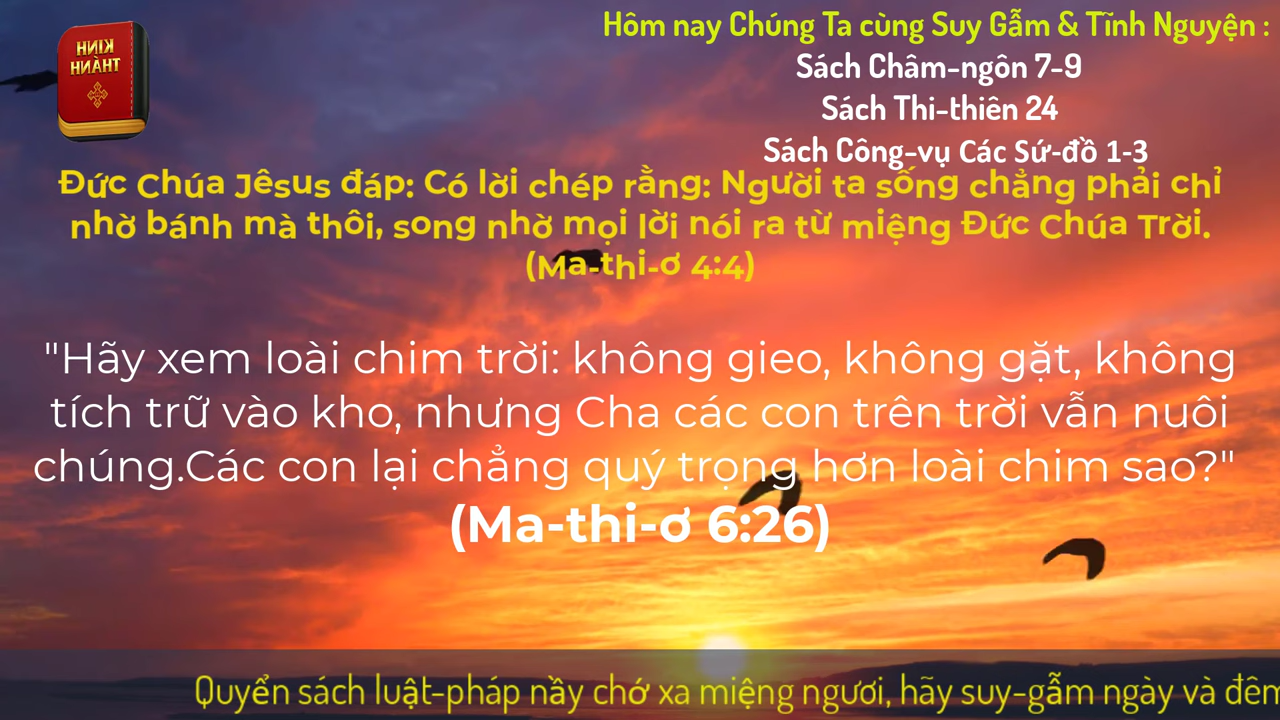 KINH
THÀNH
Hôm nay Chúng Ta cùng Suy Gẫm & Tĩnh Nguyện :
Sách Châm-ngôn 7-9
Sách Thi-thiên 24
Sách Công-vụ Các Sứ-đồ 1-3
Đức Chúa Jêsus đáp: Có lời chép rằng: Người ta sống chẳng phải chỉ
nhờ bánh mà thôi, song nhờ mọi lời nói ra từ miệng Đức Chúa Trời.
(Ma-thi-ơ 4:4)
"Hãy xem loài chim trời: không gieo, không gặt, không
tích trữ vào kho, nhưng Cha các con trên trời vẫn nuôi
chúng.Các con lại chẳng quý trọng hơn loài chim sao?"
(Ma-thi-ơ 6:26)
Quyển sách luật-pháp nầy chớ xa miệng ngươi, hãy suy-gẫm ngày và đêm